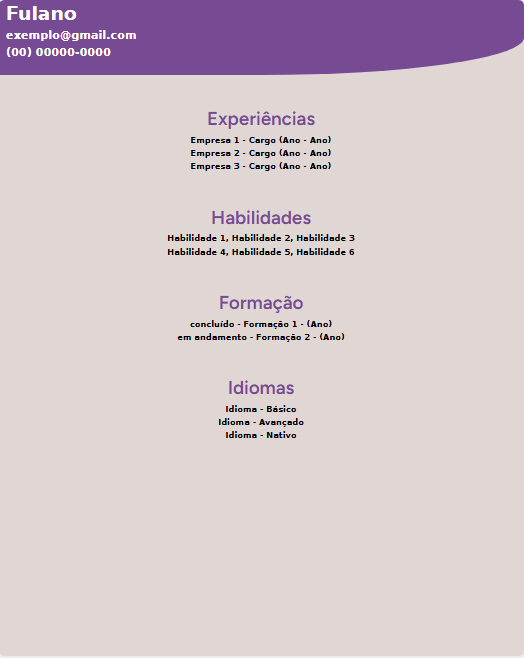 Fulano
exemplo@gmail.com
(00) 00000-0000
Experiências
Empresa 1 - Cargo (Ano - Ano)
Empresa 2 - Cargo (Ano - Ano)
Empresa 3 - Cargo (Ano - Ano)
Habilidades
Habilidade 1, Habilidade 2, Habilidade 3
Habilidade 4, Habilidade 5, Habilidade 6
Formação
concluído - Formação 1 - (Ano)
em andamento - Formação 2 - (Ano)
Idiomas
Idioma - Básico
Idioma - Avançado
Idioma - Nativo